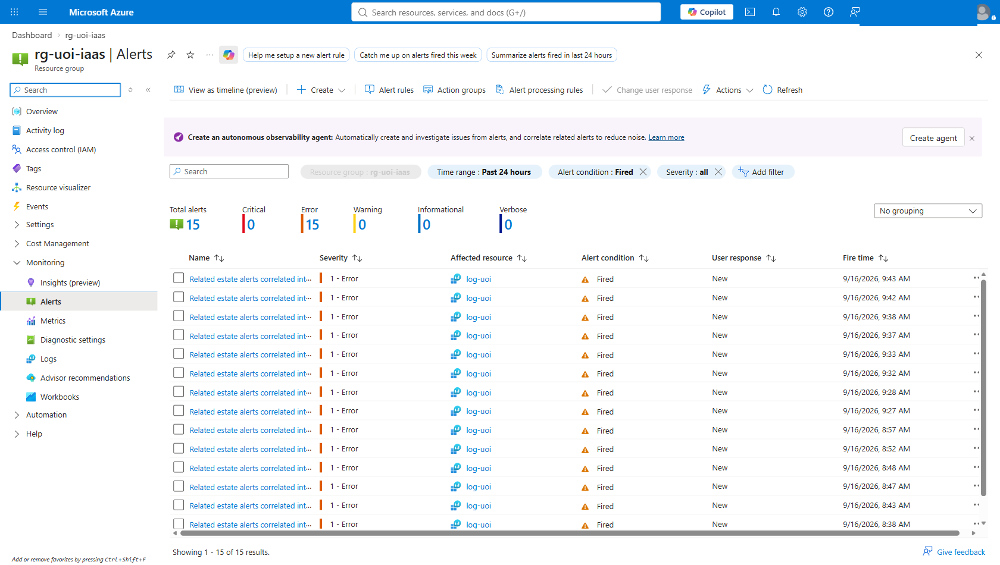 Microsoft Azure
Search resources, services, and docs (G+/)
Copilot
Dashboard > rg-uoi-iaas
rg-uoi-iaas | Alerts
Resource group
Help me setup a new alert rule
Catch me up on alerts fired this week
Summarize alerts fired in last 24 hours
Search
Overview
Activity log
Access control (IAM)
Tags
Resource visualizer
Events
Settings
Cost Management
Monitoring
Insights (preview)
Alerts
Metrics
Diagnostic settings
Logs
Advisor recommendations
Workbooks
Automation
Help
Add or remove favorites by pressing Ctrl+Shift+F
View as timeline (preview)
Create
Alert rules
Action groups
Alert processing rules
Change user response
Actions
Refresh
Create an autonomous observability agent: Automatically create and investigate issues from alerts, and correlate related alerts to reduce noise. Learn more
Create agent
Search
Resource group : rg-uoi-iaas
Time range : Past 24 hours
Alert condition : Fired
Severity : all
Add filter
Total alerts 15
Critical 0
Error 15
Warning 0
Informational 0
Verbose 0
No grouping
Name Severity Affected resource Alert condition User response Fire time
Related estate alerts correlated int... 1 - Error log-uoi Fired New 9/16/2026, 9:43 AM
Related estate alerts correlated int... 1 - Error log-uoi Fired New 9/16/2026, 9:42 AM
Related estate alerts correlated int... 1 - Error log-uoi Fired New 9/16/2026, 9:38 AM
Related estate alerts correlated int... 1 - Error log-uoi Fired New 9/16/2026, 9:37 AM
Related estate alerts correlated int... 1 - Error log-uoi Fired New 9/16/2026, 9:33 AM
Related estate alerts correlated int... 1 - Error log-uoi Fired New 9/16/2026, 9:32 AM
Related estate alerts correlated int... 1 - Error log-uoi Fired New 9/16/2026, 9:28 AM
Related estate alerts correlated int... 1 - Error log-uoi Fired New 9/16/2026, 9:27 AM
Related estate alerts correlated int... 1 - Error log-uoi Fired New 9/16/2026, 8:57 AM
Related estate alerts correlated int... 1 - Error log-uoi Fired New 9/16/2026, 8:52 AM
Related estate alerts correlated int... 1 - Error log-uoi Fired New 9/16/2026, 8:48 AM
Related estate alerts correlated int... 1 - Error log-uoi Fired New 9/16/2026, 8:47 AM
Related estate alerts correlated int... 1 - Error log-uoi Fired New 9/16/2026, 8:43 AM
Related estate alerts correlated int... 1 - Error log-uoi Fired New 9/16/2026, 8:38 AM
Showing 1 - 15 of 15 results.
Give feedback